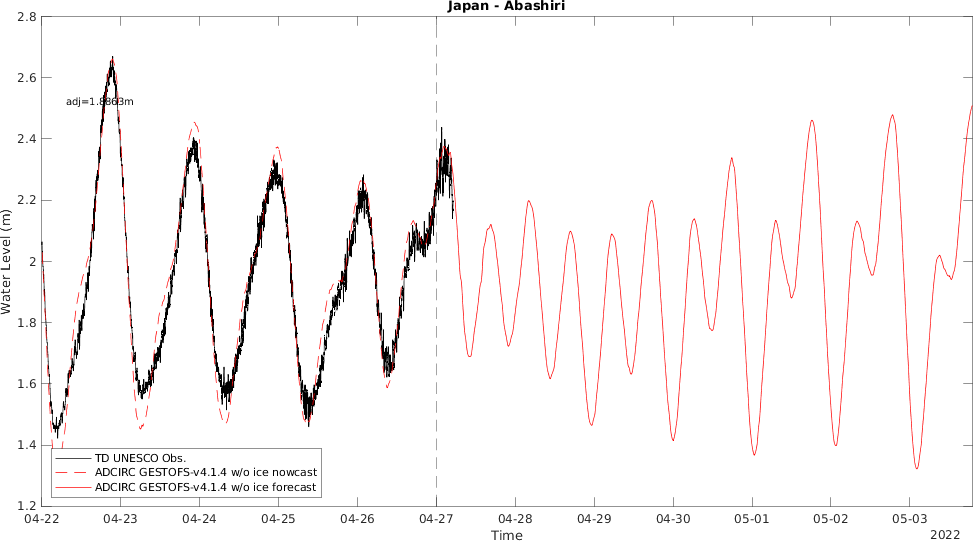 Japan - Abashiri
2.8
2.6
2.4
2.2
2
1.8
1.6
1.4
1.2
Water Level (m)
adj=1.8863m
TD UNESCO Obs.
ADCIRC GESTOFS-v4.1.4 w/o ice nowcast
ADCIRC GESTOFS-v4.1.4 w/o ice forecast
04-22 04-23 04-24 04-25 04-26 04-27 04-28 04-29 04-30 05-01 05-02 05-03
Time
2022